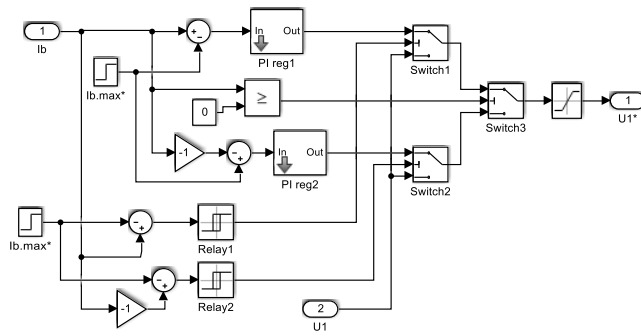 1
Ib
+
-
In
Out
PI reg1
Switch1
Ib.max*
0
≥
Switch3
1
U1*
-1
-
+
In
Out
PI reg2
Switch2
Ib.max*
-
+
Relay1
-
+
Relay2
-1
2
U1